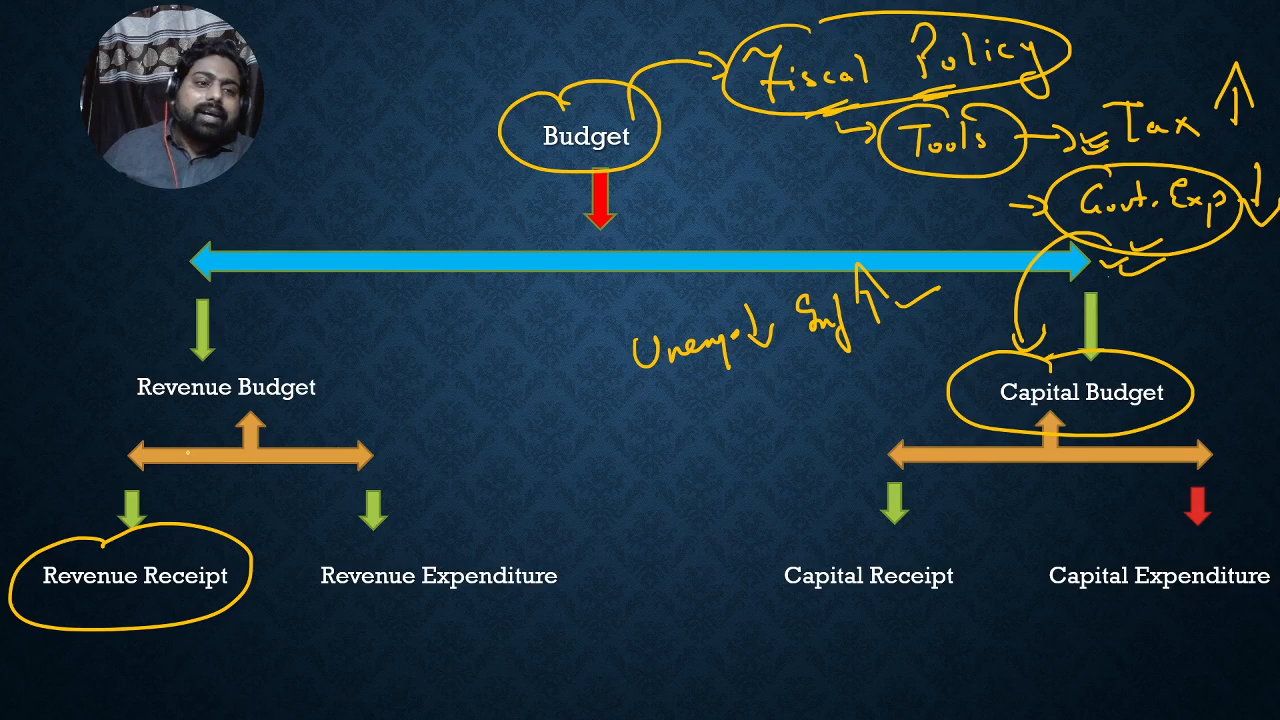 Fiscal Policy
Budget
Tools
Tax
Govt. Exp
Unemp. Inf
Revenue Budget
Capital Budget
Revenue Receipt
Revenue Expenditure
Capital Receipt
Capital Expenditure